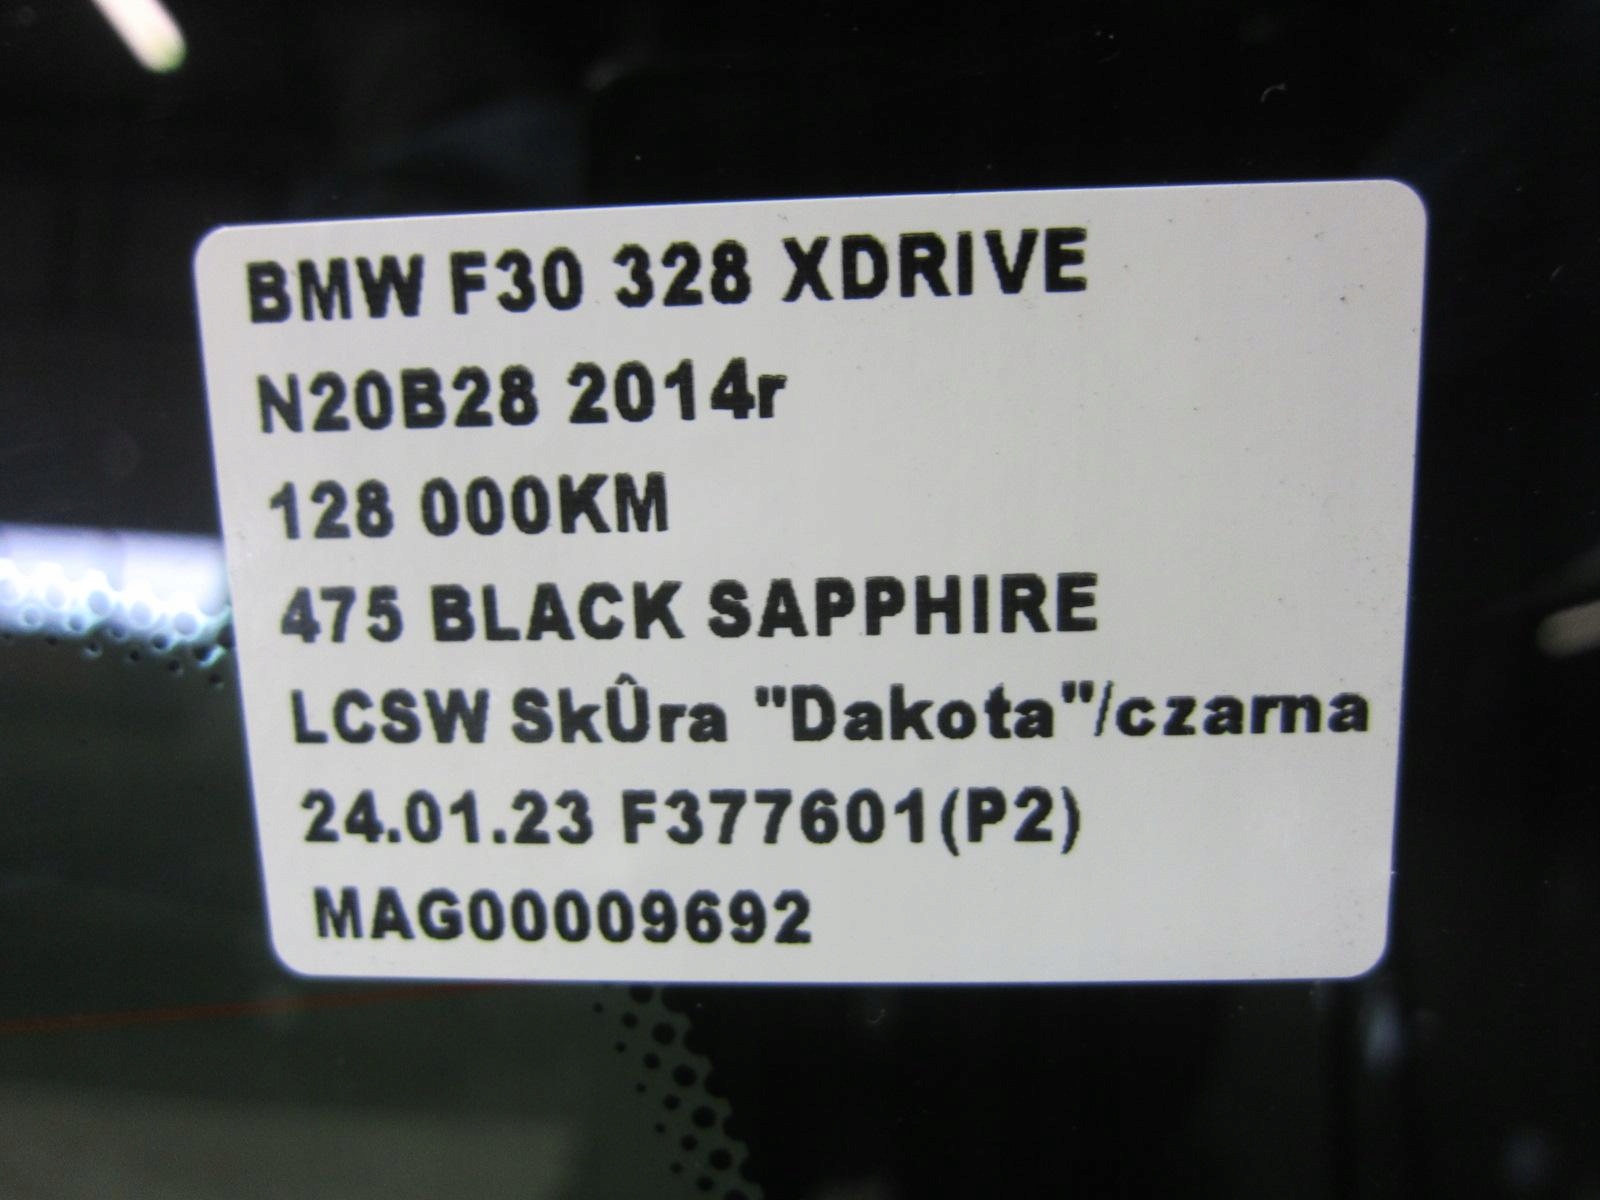 BMW F30 328 XDRIVE
N20B28 2014r
128 000KM
475 BLACK SAPPHIRE
LCSW SkÛra "Dakota"/czarna
24.01.23 F377601(P2)
MAG00009692